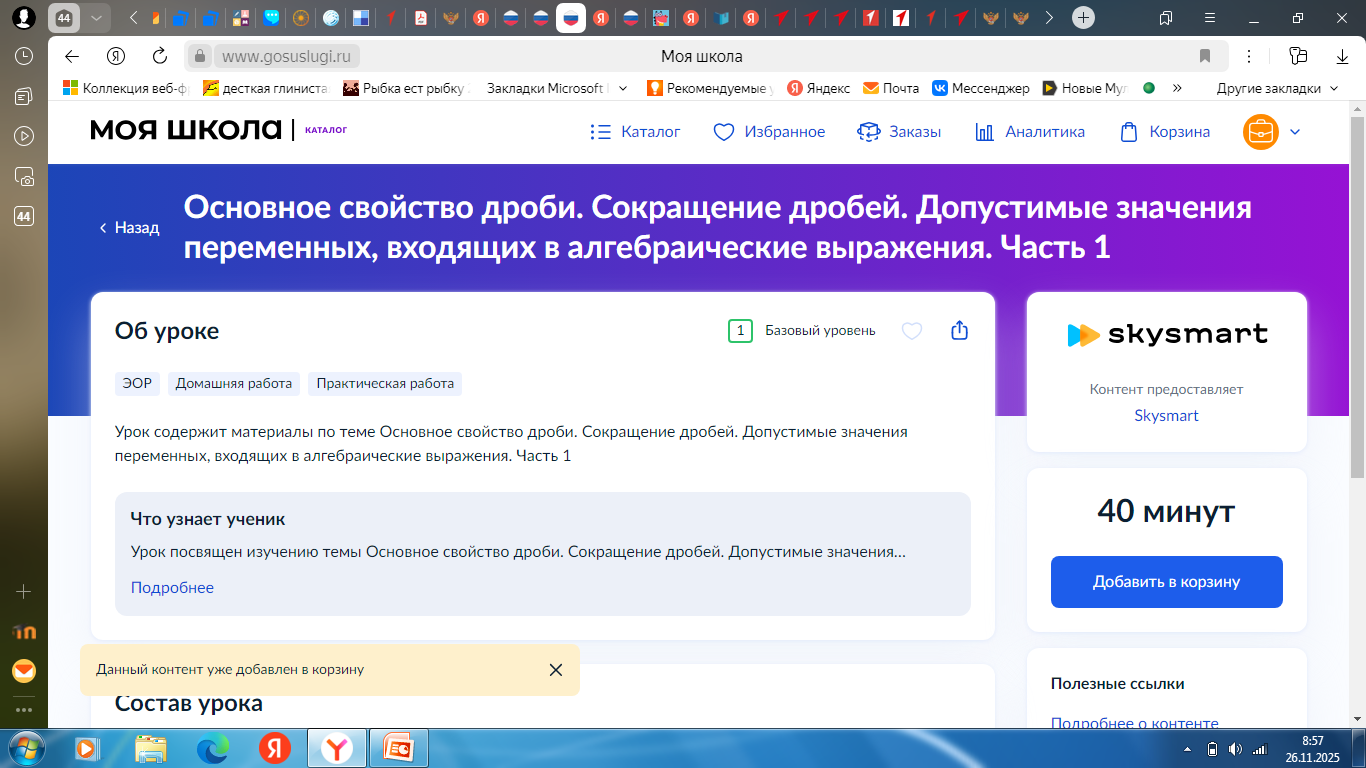 44
www.gosuslugi.ru
Моя школа
Коллекция веб-ф
десткая глиниста
Рыбка ест рыбку
Закладки Microsoft
Рекомендуемые
Яндекс
Почта
Мессенджер
Новые Мул
»
Другие закладки
МОЯ ШКОЛА | КАТАЛОГ
Каталог
Избранное
Заказы
Аналитика
Корзина
44
Назад
Основное свойство дроби. Сокращение дробей. Допустимые значения
переменных, входящих в алгебраические выражения. Часть 1
Об уроке
1 Базовый уровень
ЭОР
Домашняя работа
Практическая работа
Урок содержит материалы по теме Основное свойство дроби. Сокращение дробей. Допустимые значения
переменных, входящих в алгебраические выражения. Часть 1
Что узнает ученик
Урок посвящен изучению темы Основное свойство дроби. Сокращение дробей. Допустимые значения...
Подробнее
skysmart
Контент предоставляет
Skysmart
40 минут
Добавить в корзину
Данный контент уже добавлен в корзину
Состав урока
Полезные ссылки
Подробнее о контенте
8:57
26.11.2025